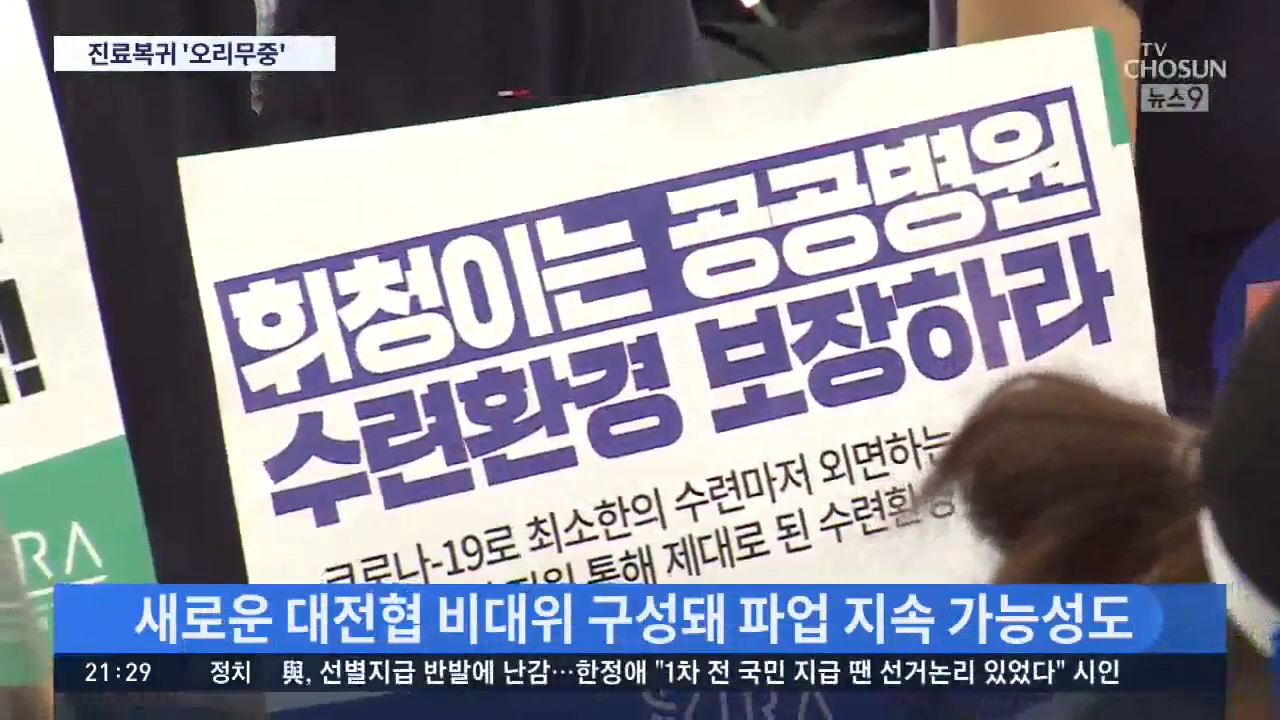 진료복귀 '오리무중'
TV
CHOSUN
뉴스9
휘청이는 공공병원
수련환경 보장하라
코로나-19로 최소한의 수련마저 외면하는
통해 제대로 된 수련환경
새로운 대전협 비대위 구성돼 파업 지속 가능성도
21:29 정치 與, 선별지급 반발에 난감…한정애 "1차 전 국민 지급 땐 선거논리 있었다" 시인